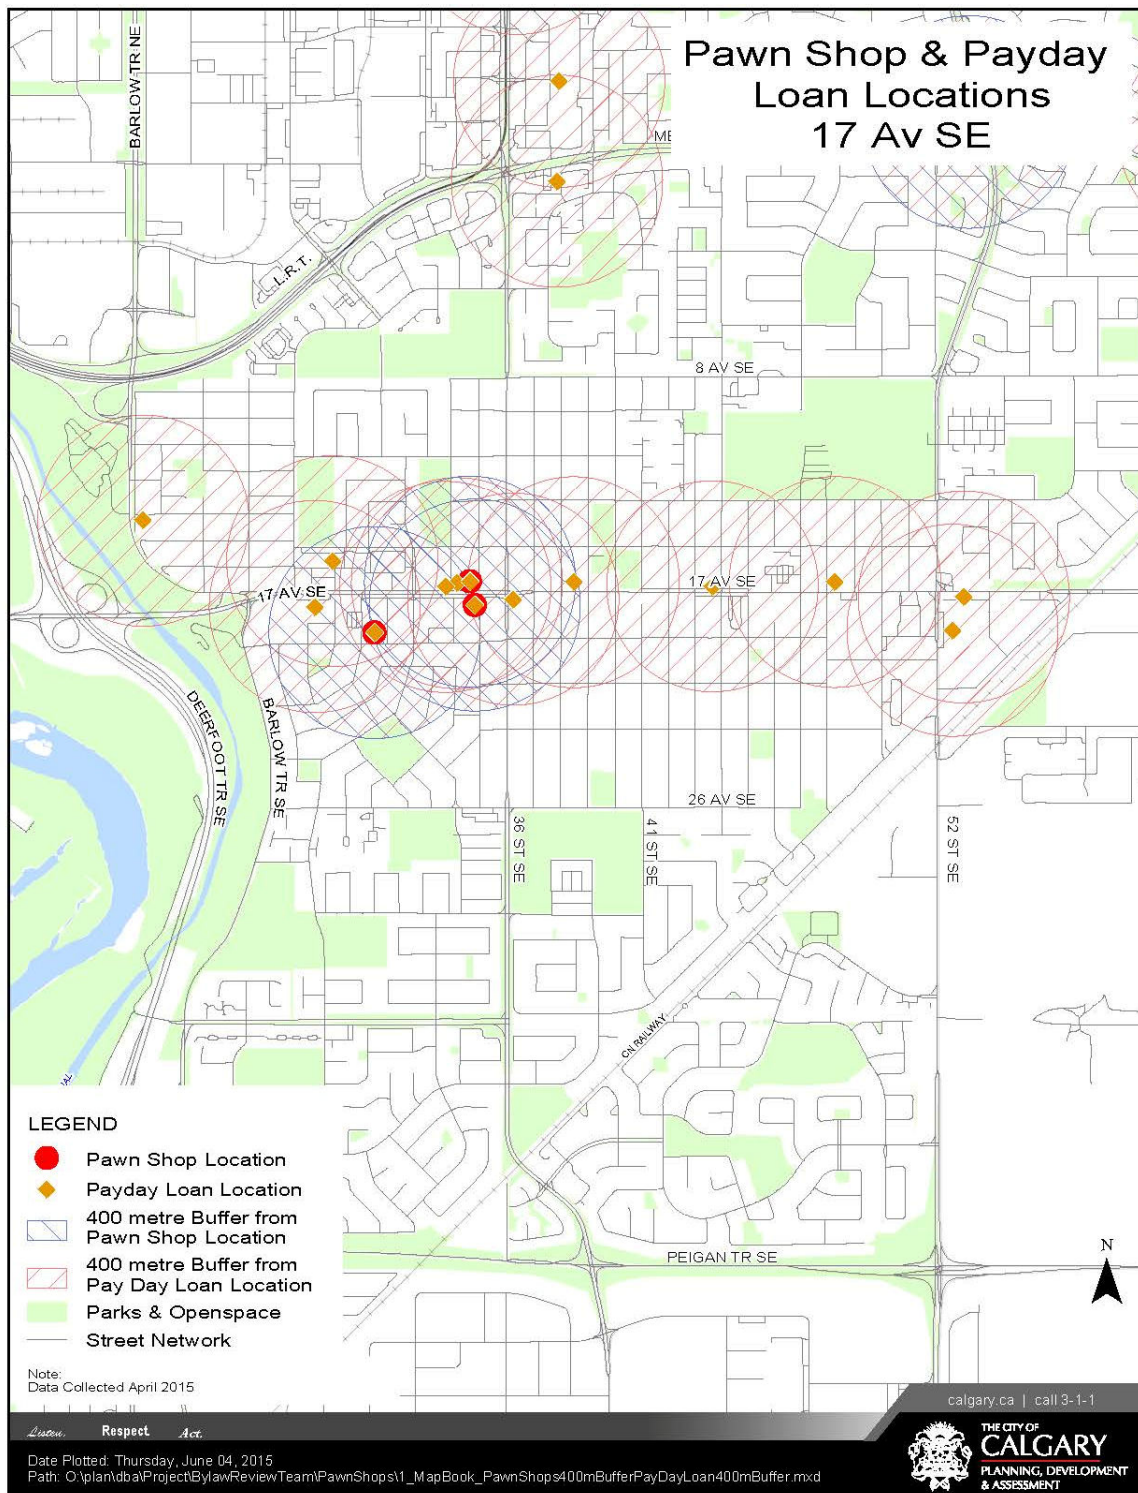 Pawn Shop & Payday
Loan Locations
17 Av SE
BARLOW TR NE
L.R.T.
8 AV SE
17 AV SE
17 AV SE
DEERFOOT TR SE
BARLOW TR SE
26 AV SE
36 ST SE
41 ST SE
52 ST SE
CN RAILWAY
PEIGAN TR SE
N
LEGEND
Pawn Shop Location
Payday Loan Location
400 metre Buffer from
Pawn Shop Location
400 metre Buffer from
Pay Day Loan Location
Parks & Openspace
Street Network
Note:
Data Collected April 2015
calgary.ca | call 3-1-1
Listen. Respect. Act.
THE CITY OF
CALGARY
PLANNING, DEVELOPMENT
& ASSESSMENT
Date Plotted: Thursday, June 04, 2015
Path: O:\plan\dba\Project\BylawReviewTeam\PawnShops\1_MapBook_PawnShops400mBufferPayDayLoan400mBuffer.mxd